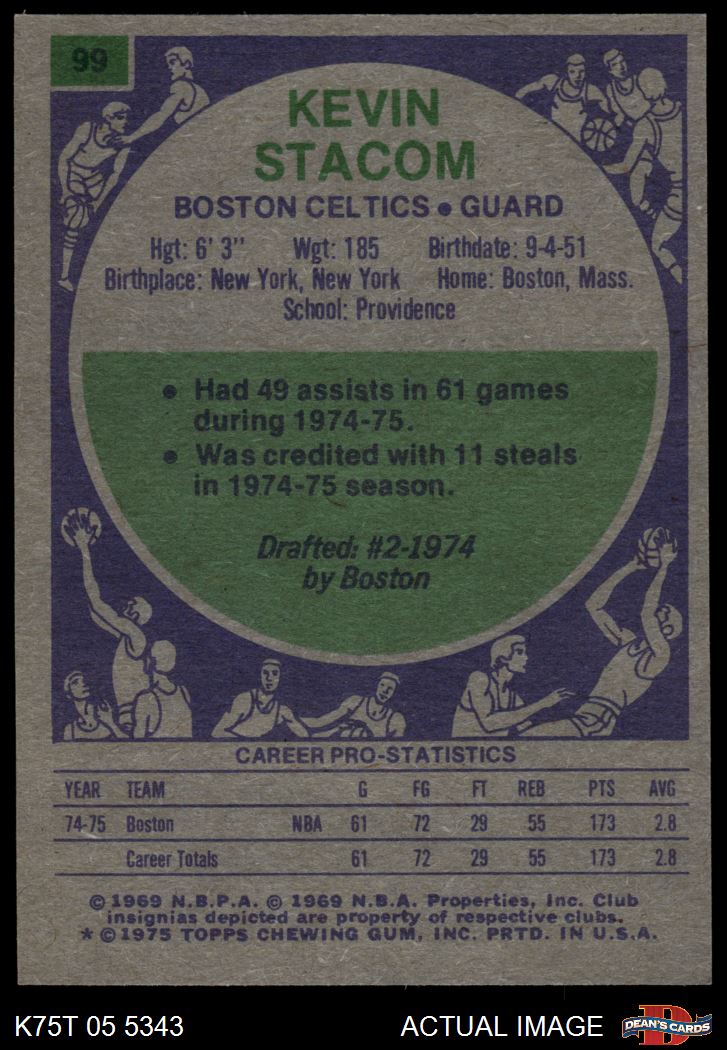 99
KEVIN
STACOM
BOSTON CELTICS • GUARD
Hgt: 6' 3" Wgt: 185 Birthdate: 9-4-51
Birthplace: New York, New York Home: Boston, Mass.
School: Providence
• Had 49 assists in 61 games
during 1974-75.
• Was credited with 11 steals
in 1974-75 season.
Drafted: #2-1974
by Boston
CAREER PRO-STATISTICS
YEAR TEAM G FG FT REB PTS AVG
74-75 Boston NBA 61 72 29 55 173 2.8
Career Totals 61 72 29 55 173 2.8
© 1969 N.B.P.A. © 1969 N.B.A. Properties, Inc. Club
insignias depicted are property of respective clubs.
* © 1975 TOPPS CHEWING GUM, INC. PRTD. IN U.S.A.
K75T 05 5343 ACTUAL IMAGE D DEAN'S CARDS